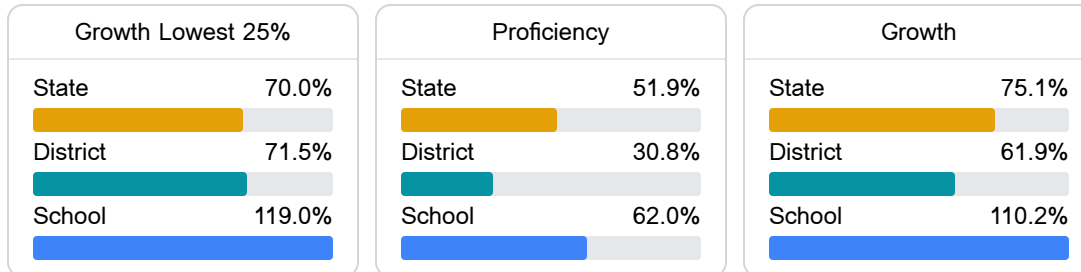 Growth Lowest 25%
State 70.0%
District 71.5%
School 119.0%
Proficiency
State 51.9%
District 30.8%
School 62.0%
Growth
State 75.1%
District 61.9%
School 110.2%